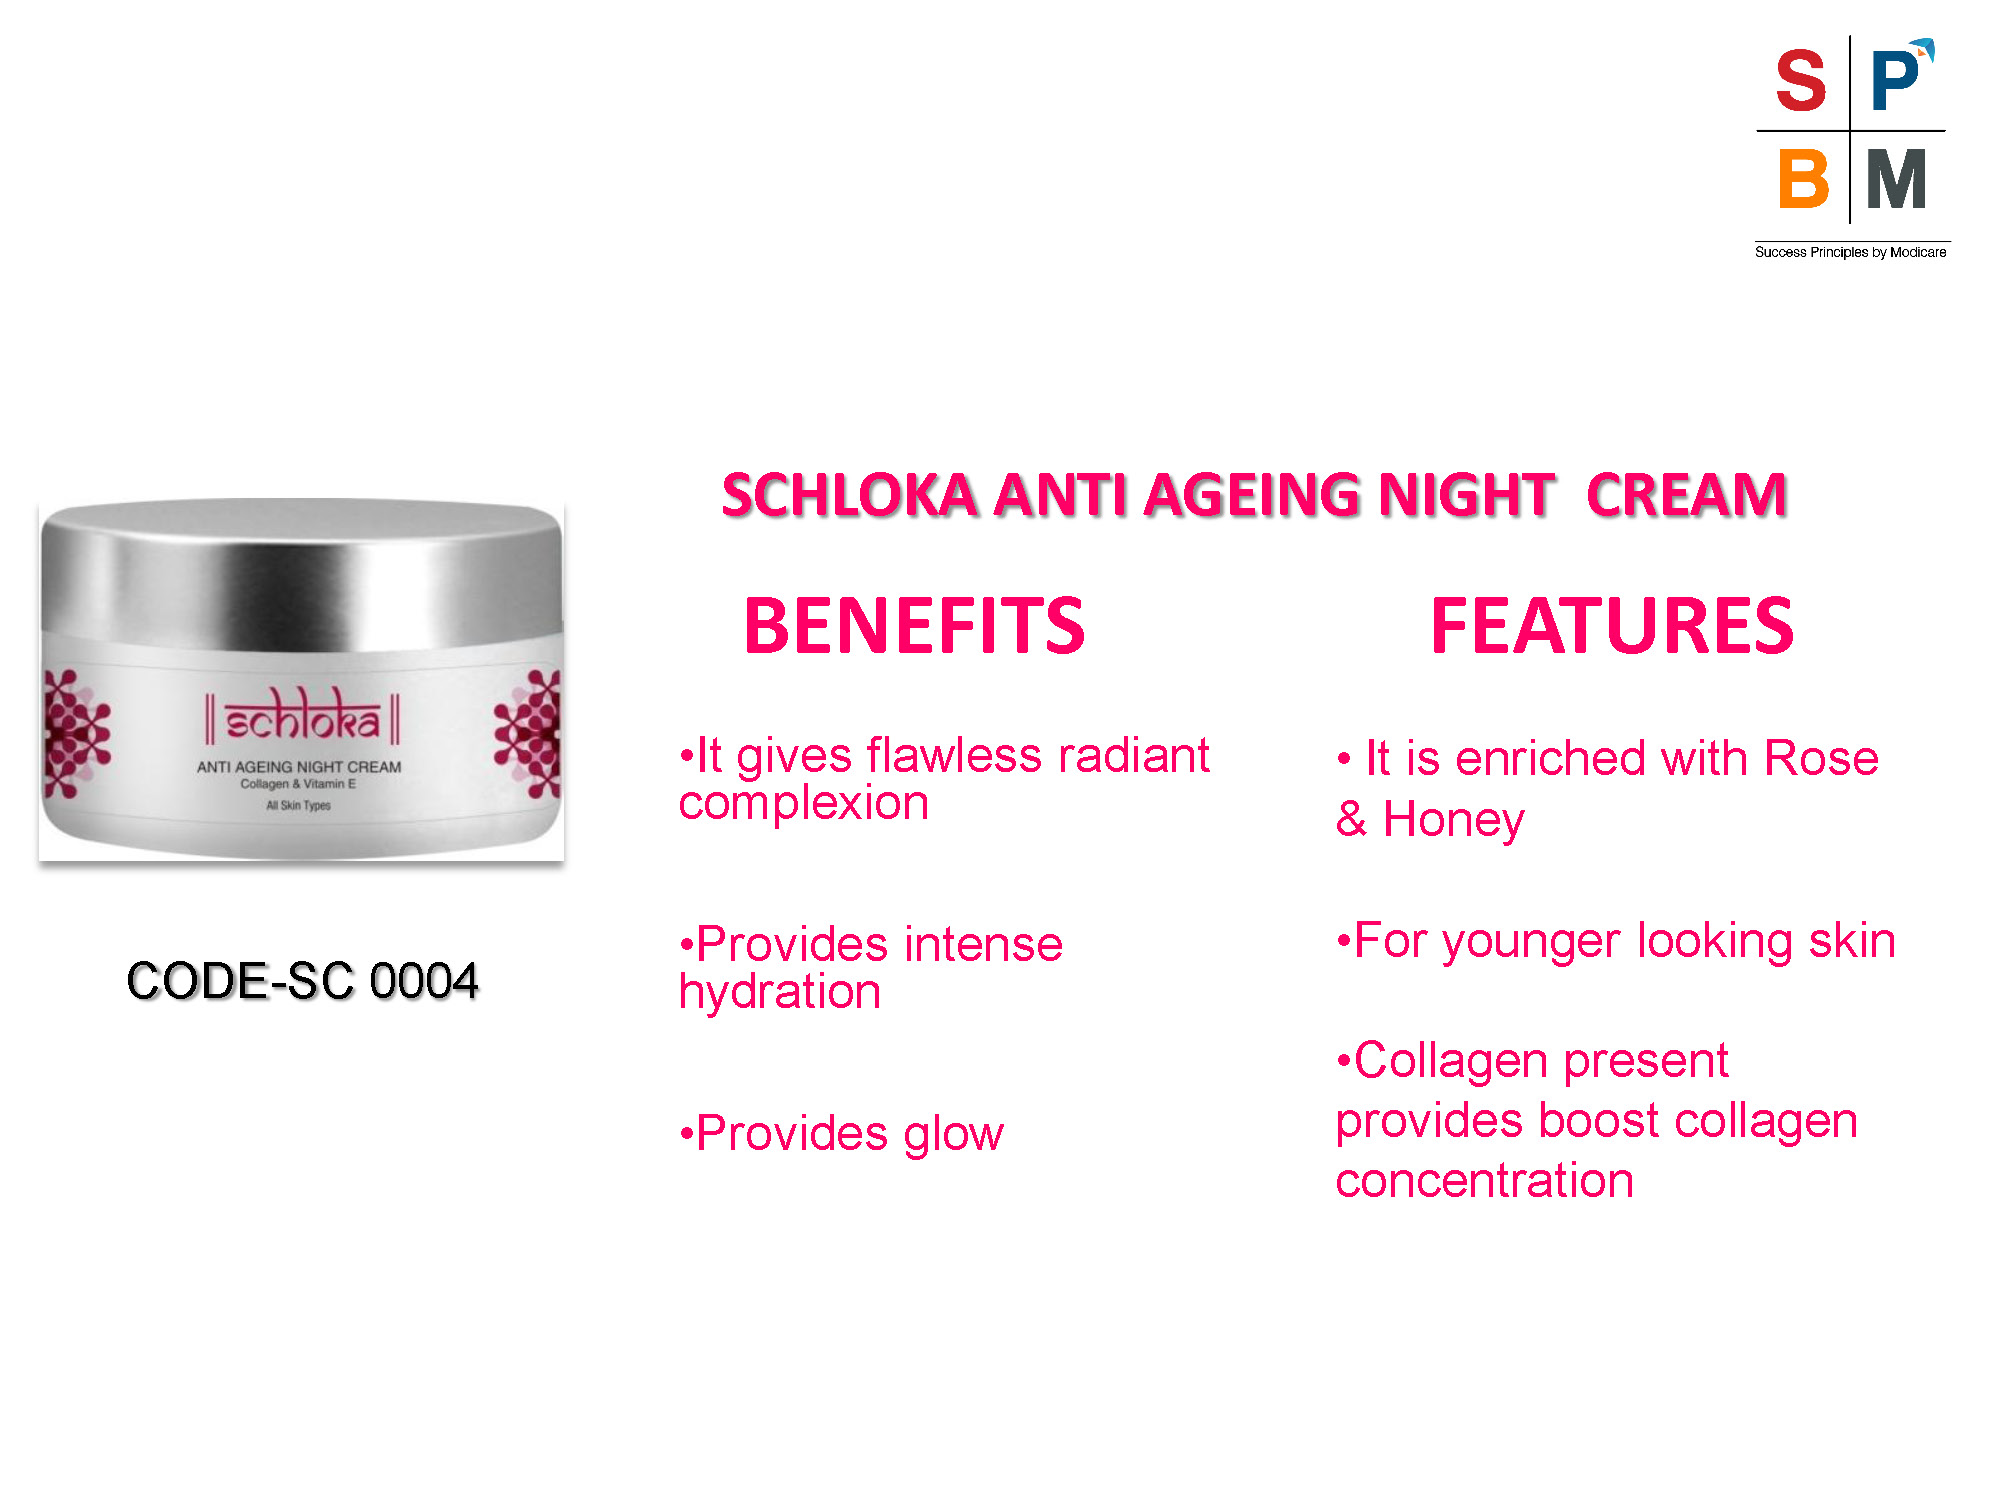 S P
B M
Success Principles by Modicare
SCHLOKA ANTI AGEING NIGHT CREAM
schloka
ANTI AGEING NIGHT CREAM
Collagen & Vitamin E
All Skin Types
CODE-SC 0004
BENEFITS
•It gives flawless radiant
complexion
•Provides intense
hydration
•Provides glow
FEATURES
• It is enriched with Rose
& Honey
•For younger looking skin
•Collagen present
provides boost collagen
concentration